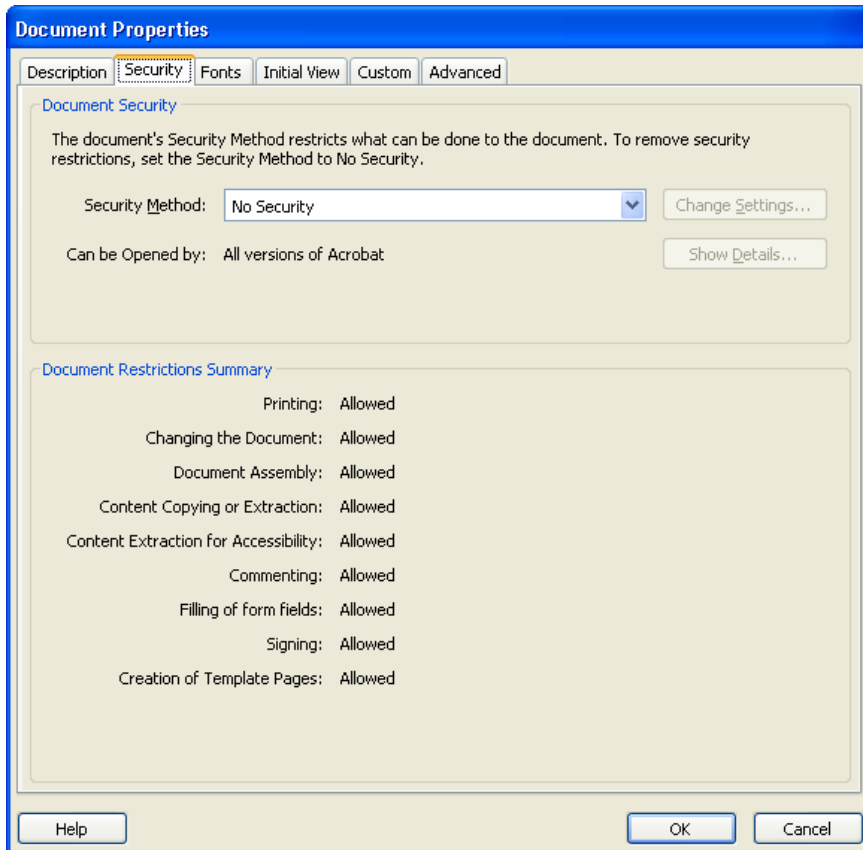 Document Properties
Description Security Fonts Initial View Custom Advanced
Document Security
The document's Security Method restricts what can be done to the document. To remove security
restrictions, set the Security Method to No Security.
Security Method: No Security Change Settings...
Can be Opened by: All versions of Acrobat Show Details...
Document Restrictions Summary
Printing: Allowed
Changing the Document: Allowed
Document Assembly: Allowed
Content Copying or Extraction: Allowed
Content Extraction for Accessibility: Allowed
Commenting: Allowed
Filling of form fields: Allowed
Signing: Allowed
Creation of Template Pages: Allowed
Help OK Cancel